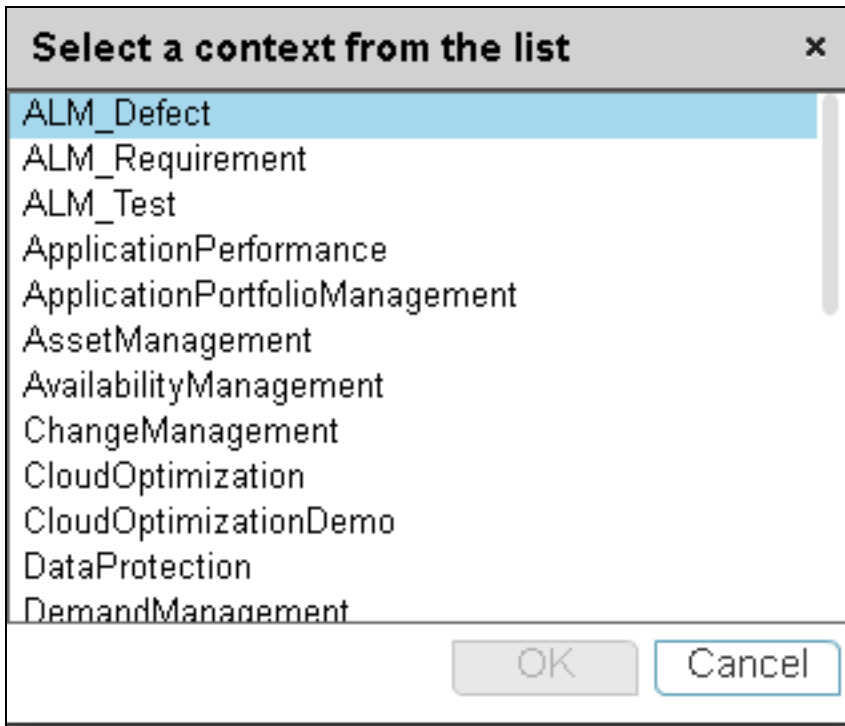 Select a context from the list ×
ALM_Defect
ALM_Requirement
ALM_Test
ApplicationPerformance
ApplicationPortfolioManagement
AssetManagement
AvailabilityManagement
ChangeManagement
CloudOptimization
CloudOptimizationDemo
DataProtection
DemandManagement
OK Cancel